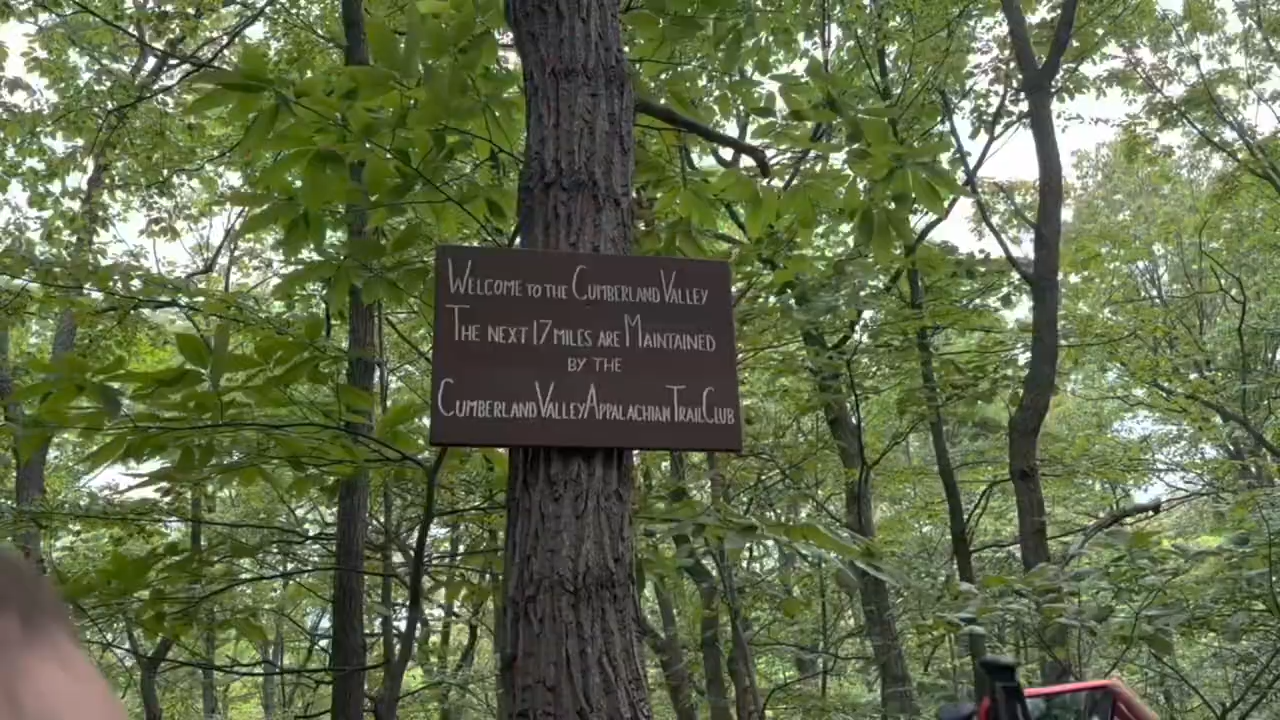 WELCOME TO THE CUMBERLAND VALLEY
THE NEXT 17 MILES ARE MAINTAINED
BY THE
CUMBERLAND VALLEY APPALACHIAN TRAIL CLUB